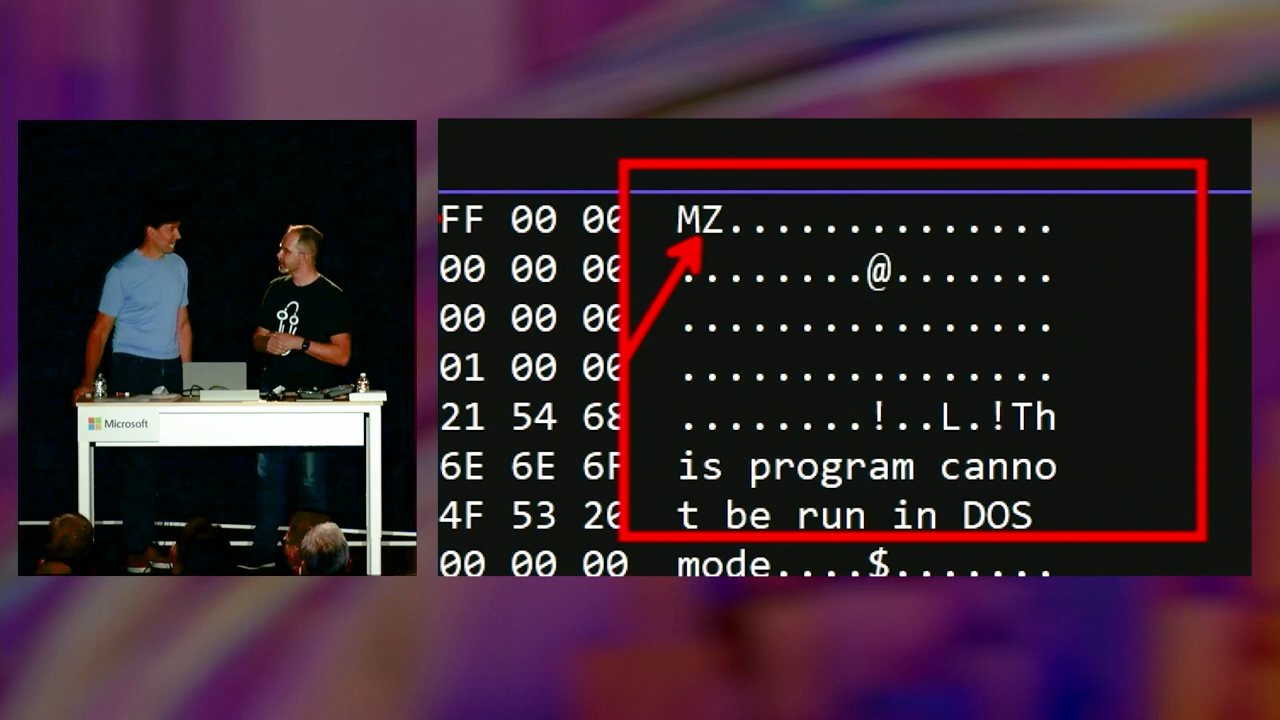 Microsoft
FF 00 00 MZ..............
00 00 00 ........@.......
00 00 00 ................
01 00 00 ................
21 54 68 ........!..L.!Th
6E 6E 6F is program canno
4F 53 20 t be run in DOS
00 00 00 mode....$.......